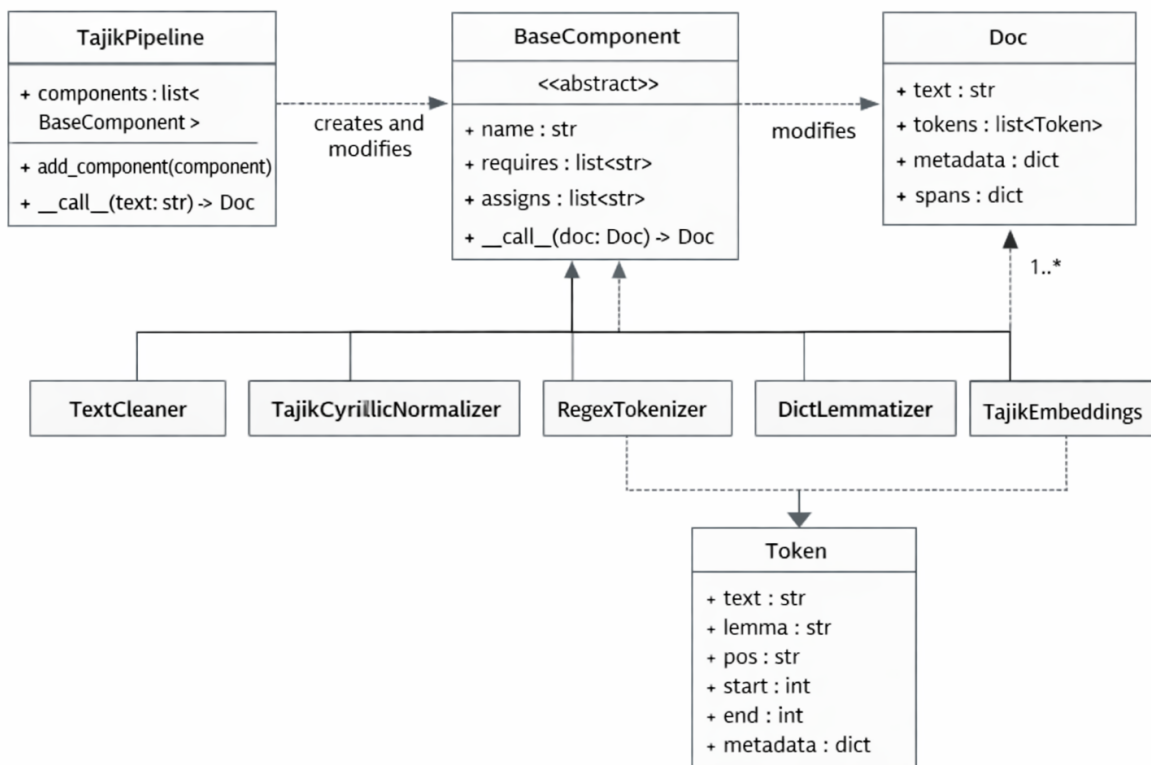 TajikPipeline
+ components : list<
BaseComponent >
+ add_component(component)
+ __call__(text: str) -> Doc
creates and
modifies
BaseComponent
<<abstract>>
+ name : str
+ requires : list<str>
+ assigns : list<str>
+ __call__(doc: Doc) -> Doc
modifies
Doc
+ text : str
+ tokens : list<Token>
+ metadata : dict
+ spans : dict
1..*
TextCleaner
TajikCyrillicNormalizer
RegexTokenizer
DictLemmatizer
TajikEmbeddings
Token
+ text : str
+ lemma : str
+ pos : str
+ start : int
+ end : int
+ metadata : dict